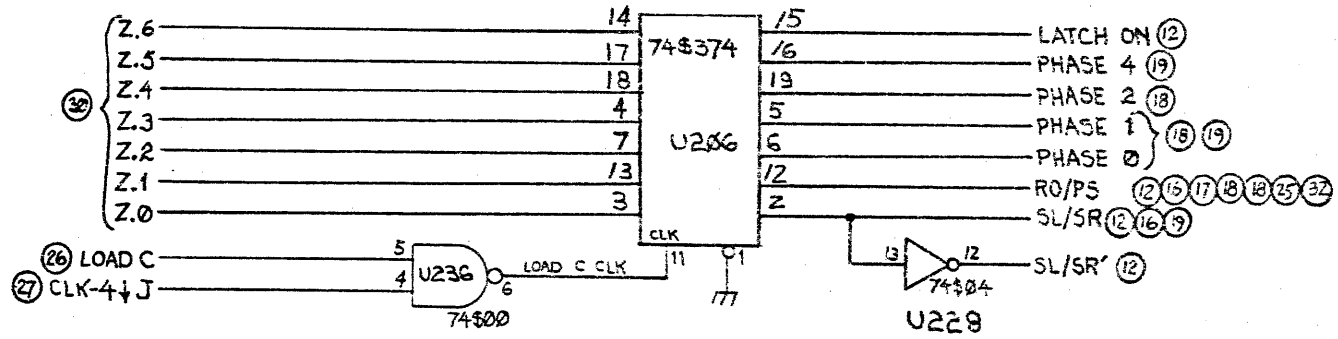 Z.6 14 74S374 15 LATCH ON 12
Z.5 17 16 PHASE 4 19
30 Z.4 18 19 PHASE 2 18
Z.3 4 5 PHASE 1 18 19
Z.2 7 U206 6 PHASE 0
Z.1 13 12 RO/PS 12 16 17 18 18 25 32
Z.0 3 2 SL/SR 12 16 19
CLK
26 LOAD C 5 11 1
U236 LOAD C CLK 13 12 SL/SR' 12
27 CLK-4↓J 4 6
74S00 74S04
U228